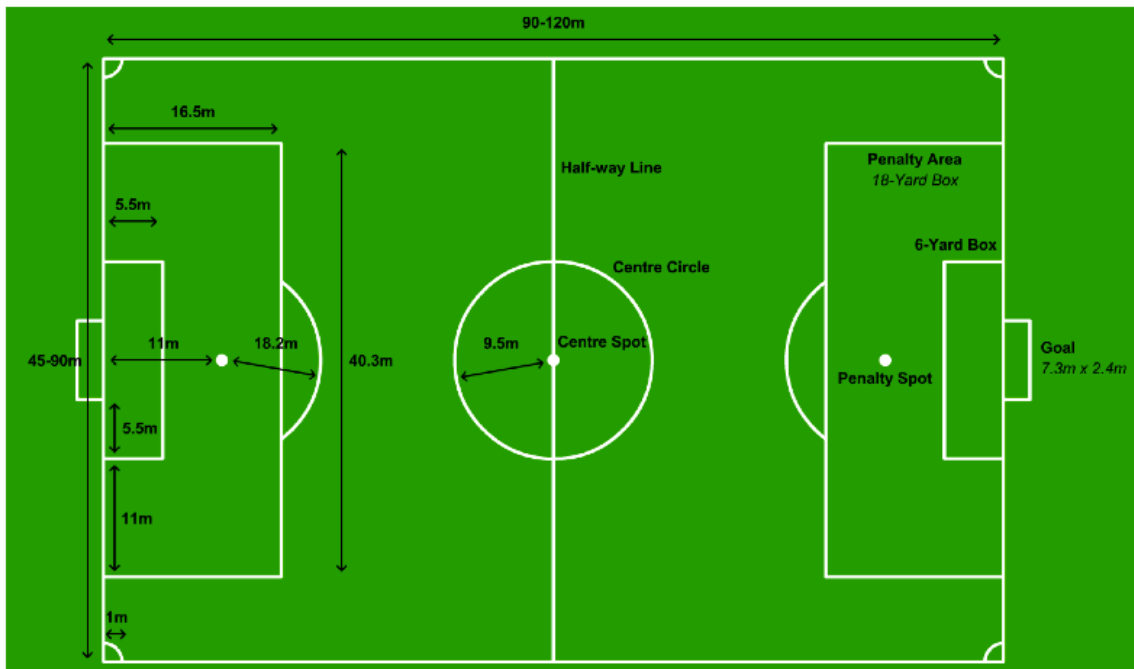 90-120m
16.5m
Half-way Line
Penalty Area
18-Yard Box
5.5m
6-Yard Box
Centre Circle
45-90m
11m
18.2m
40.3m
9.5m
Centre Spot
Penalty Spot
Goal
7.3m x 2.4m
5.5m
11m
1m